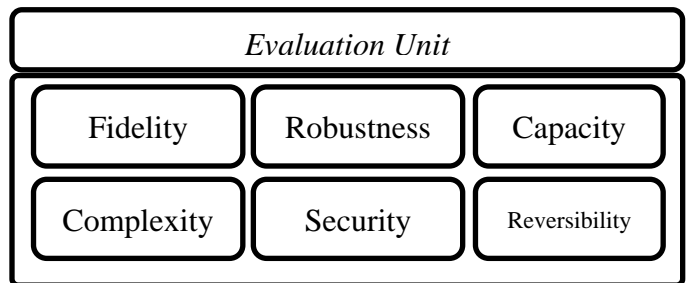 Evaluation Unit
Fidelity Robustness Capacity
Complexity Security Reversibility